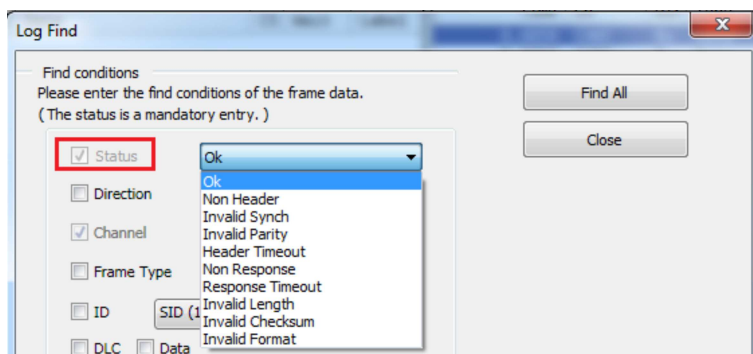 Log Find
Find conditions
Please enter the find conditions of the frame data.
( The status is a mandatory entry. )
Find All
Close
Status
Ok
Ok
Direction
Non Header
Invalid Synch
Channel
Invalid Parity
Header Timeout
Frame Type
Non Response
Response Timeout
ID
SID (1
Invalid Length
Invalid Checksum
DLC
Data
Invalid Format